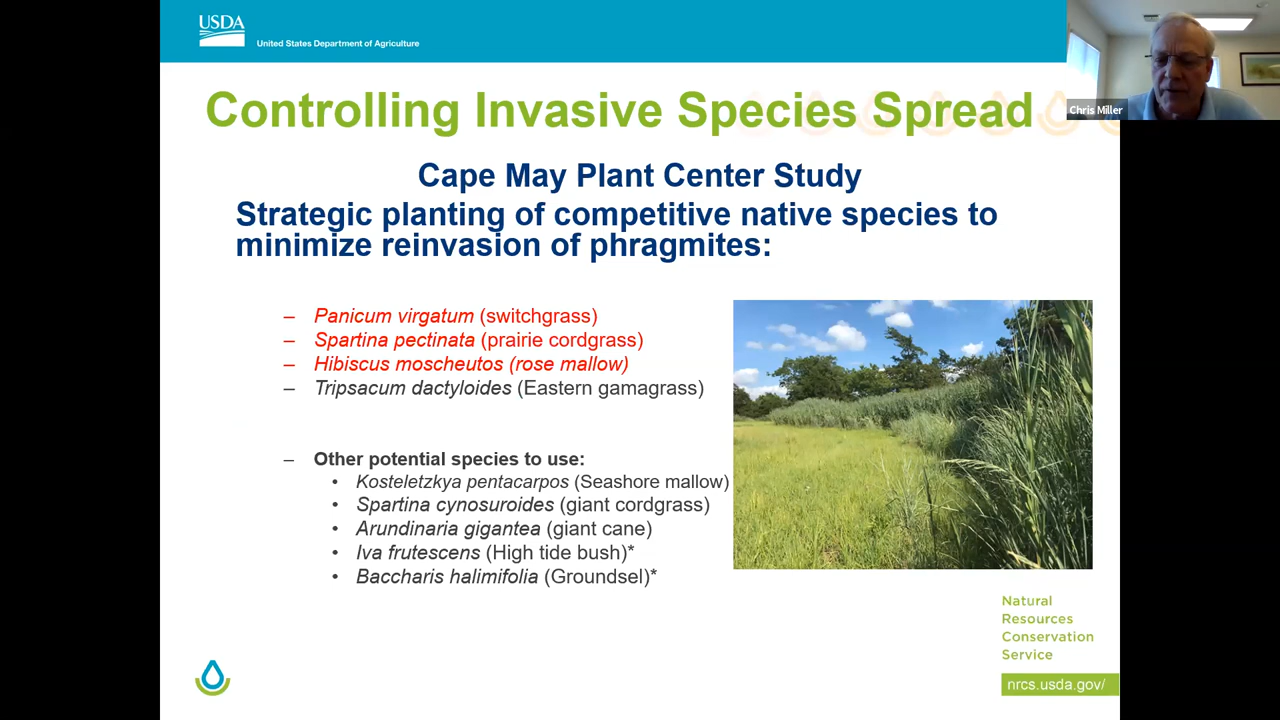 USDA
United States Department of Agriculture
Chris Miller
Controlling Invasive Species Spread
Cape May Plant Center Study
Strategic planting of competitive native species to
minimize reinvasion of phragmites:
– Panicum virgatum (switchgrass)
– Spartina pectinata (prairie cordgrass)
– Hibiscus moscheutos (rose mallow)
– Tripsacum dactyloides (Eastern gamagrass)
– Other potential species to use:
• Kosteletzkya pentacarpos (Seashore mallow)
• Spartina cynosuroides (giant cordgrass)
• Arundinaria gigantea (giant cane)
• Iva frutescens (High tide bush)*
• Baccharis halimifolia (Groundsel)*
Natural
Resources
Conservation
Service
nrcs.usda.gov/